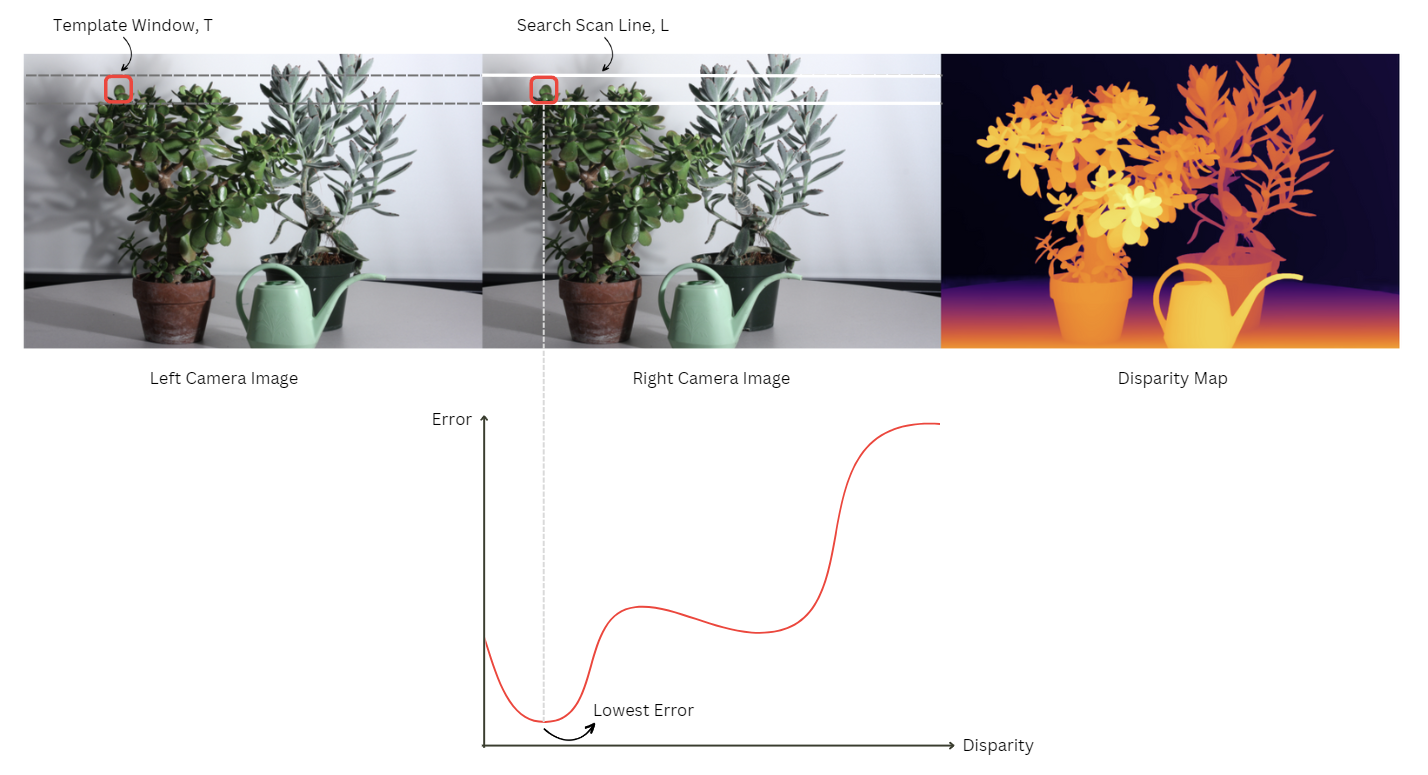 Template Window, T
Search Scan Line, L
Left Camera Image
Right Camera Image
Disparity Map
Error
Lowest Error
Disparity